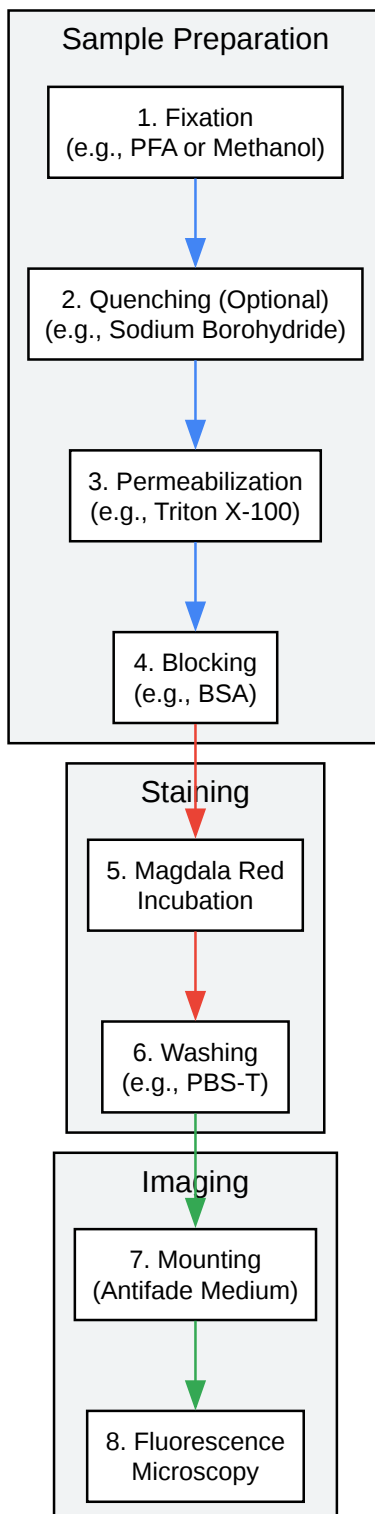 Sample Preparation
1. Fixation
(e.g., PFA or Methanol)
2. Quenching (Optional)
(e.g., Sodium Borohydride)
3. Permeabilization
(e.g., Triton X-100)
4. Blocking
(e.g., BSA)
Staining
5. Magdala Red
Incubation
6. Washing
(e.g., PBS-T)
Imaging
7. Mounting
(Antifade Medium)
8. Fluorescence
Microscopy